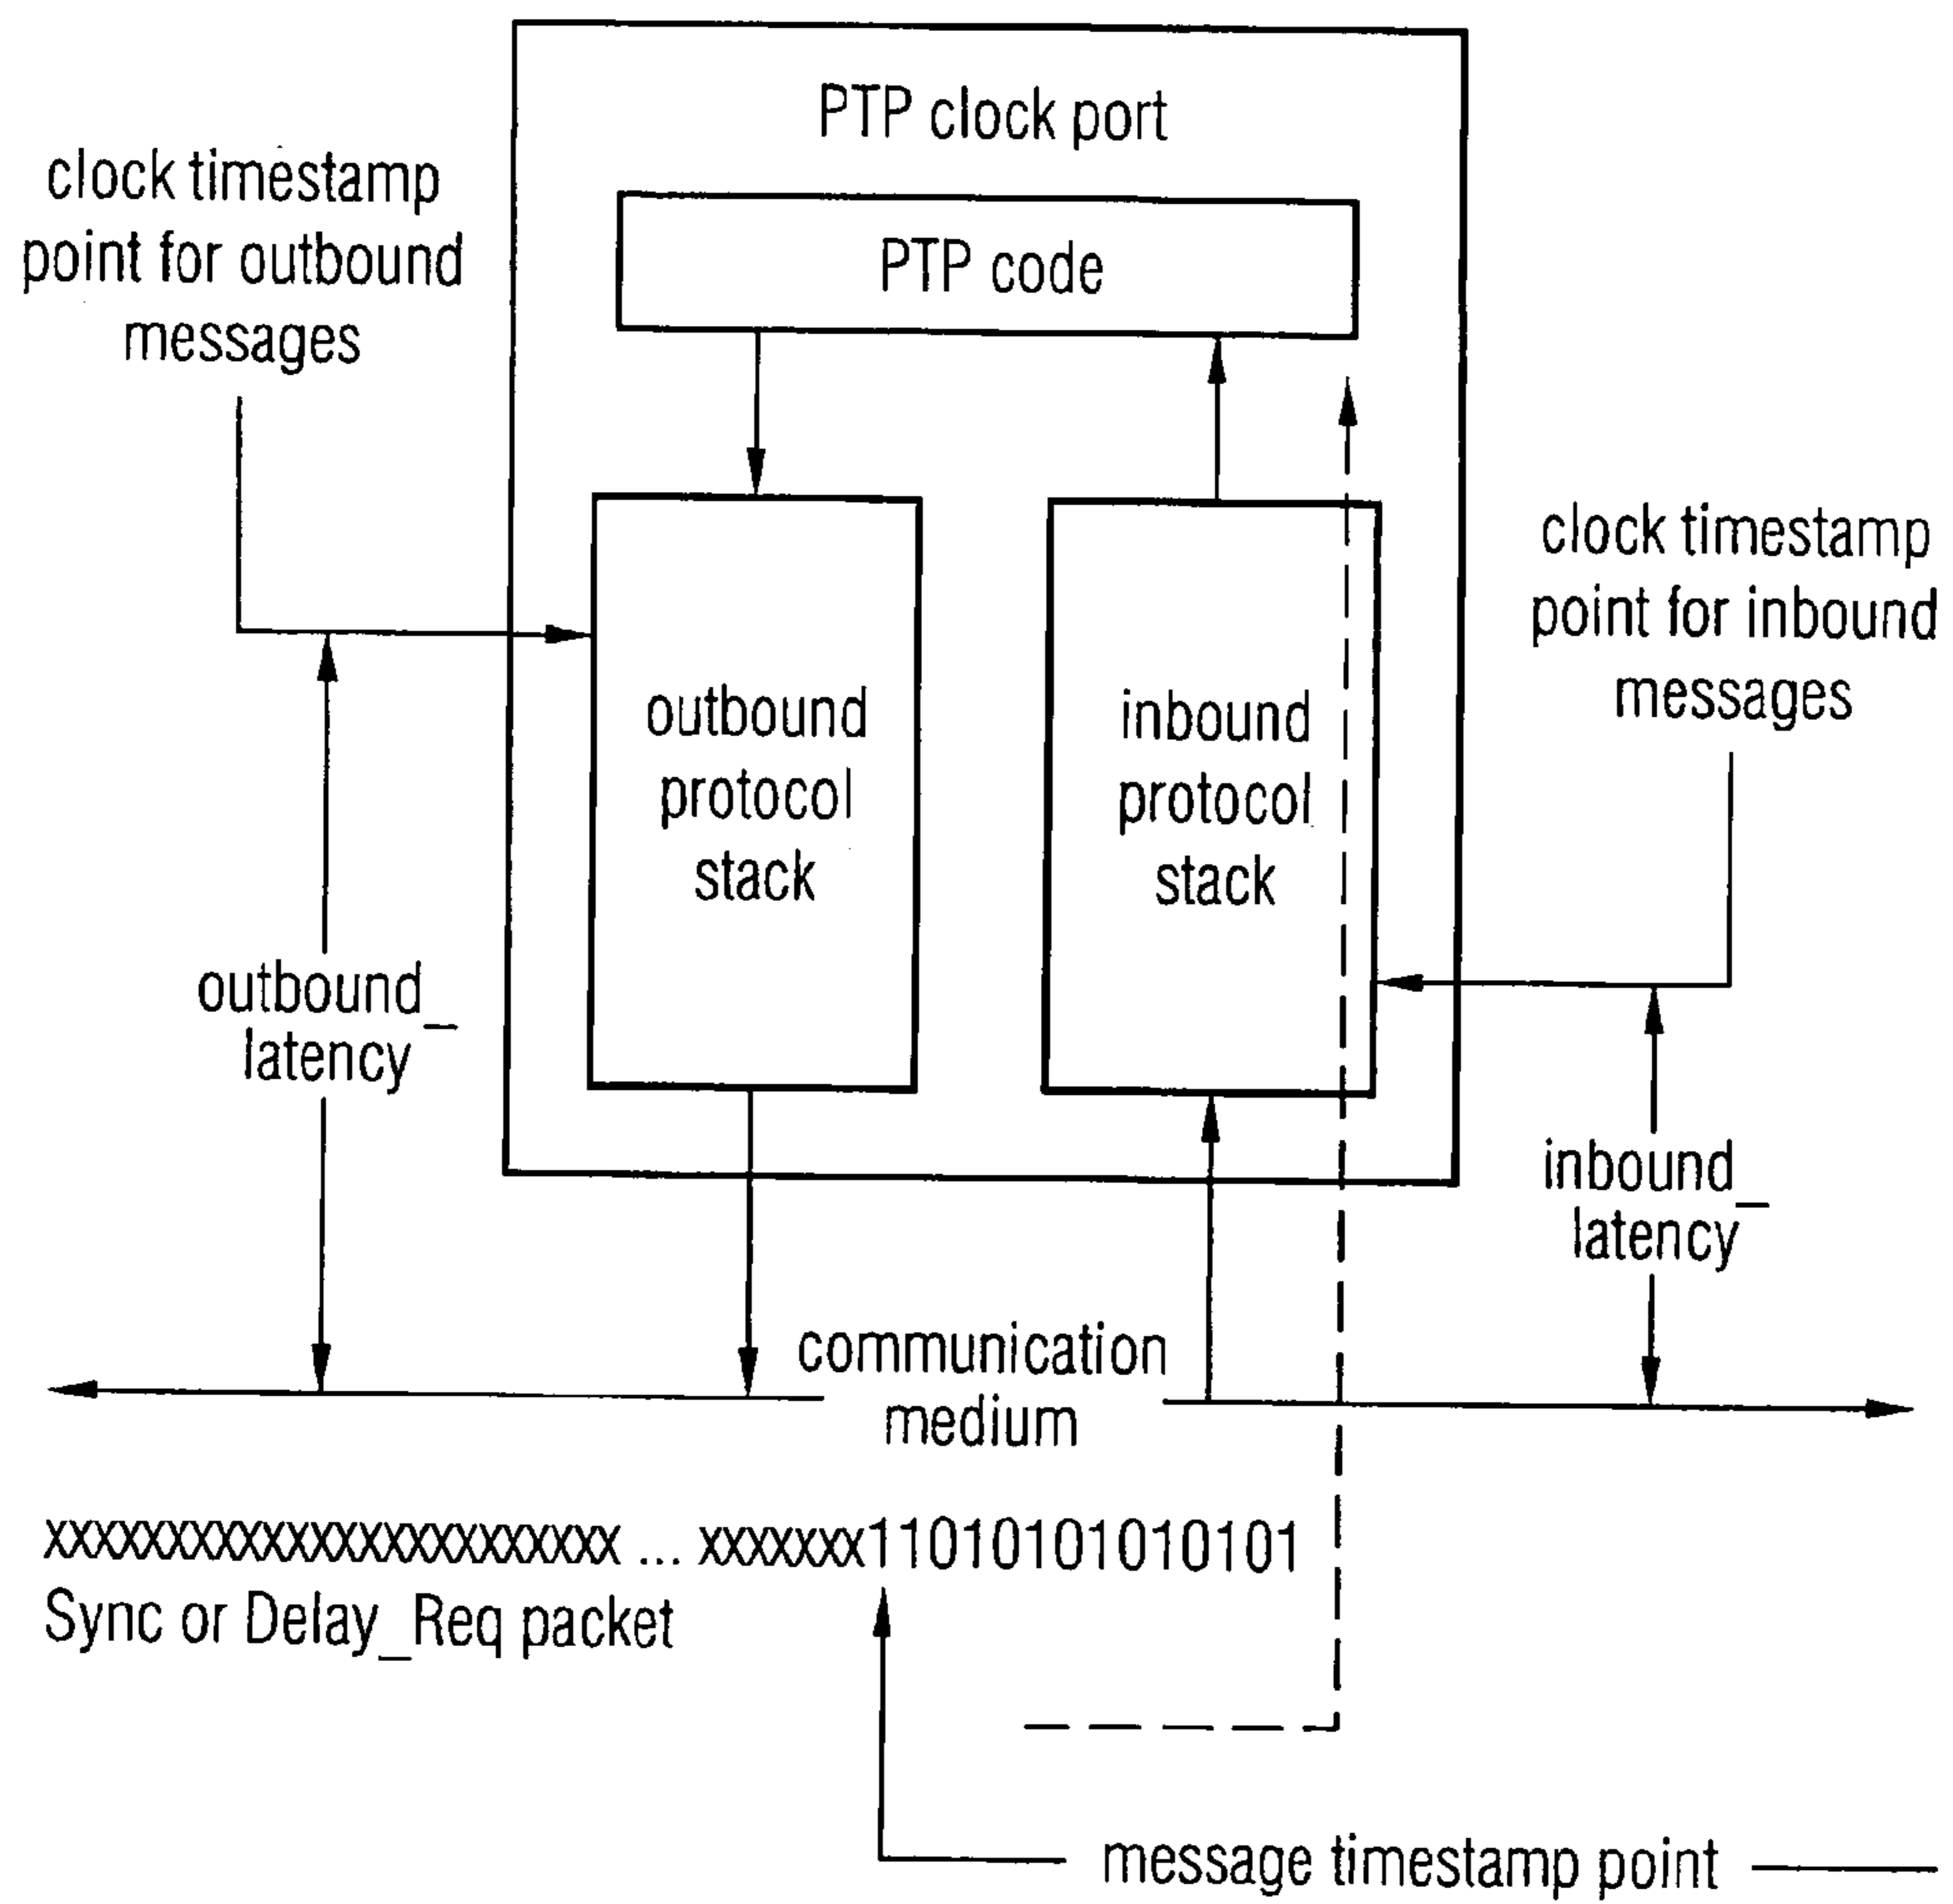 PTP clock port
clock timestamp
point for outbound
messages
PTP code
clock timestamp
point for inbound
messages
outbound
protocol
stack
inbound
protocol
stack
outbound_
latency
inbound_
latency
communication
medium
xxxxxxxxxxxxxxxxxxxxxxxx ... xxxxxxx11010101010101
Sync or Delay_Req packet
message timestamp point